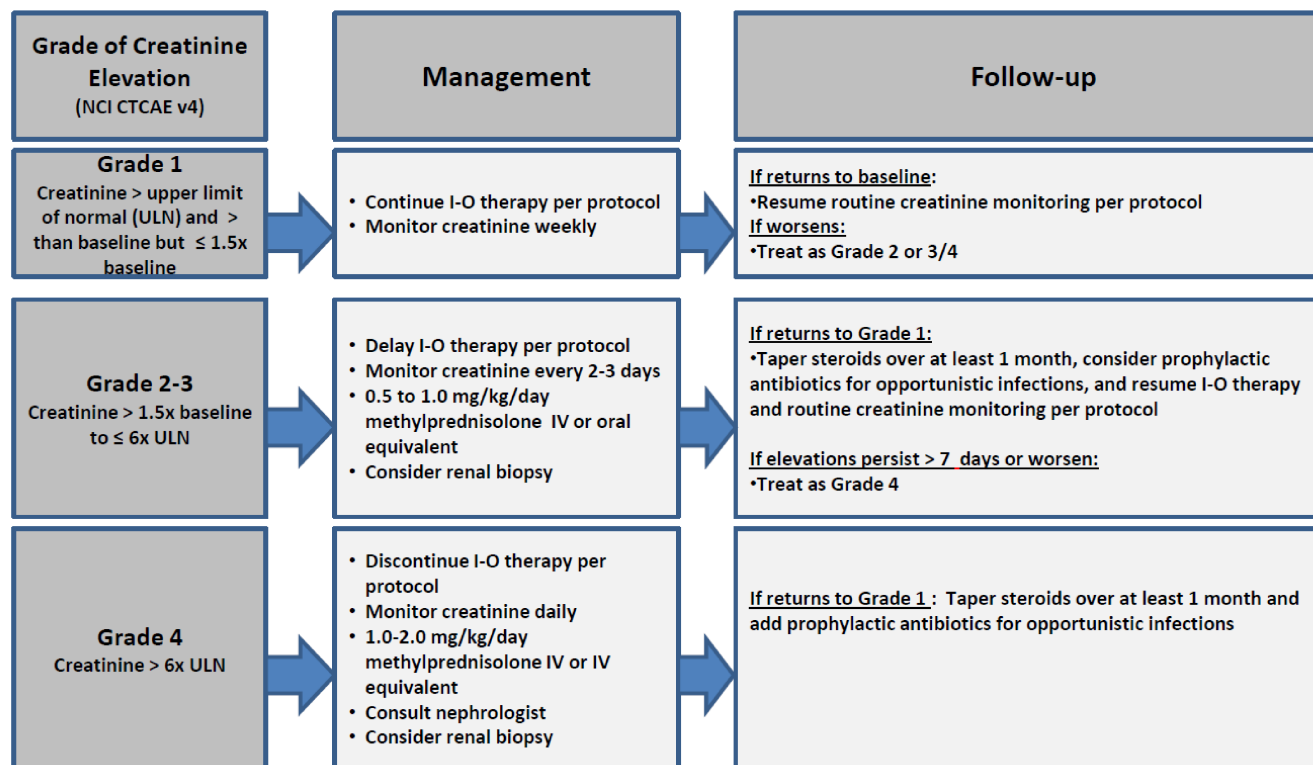 Grade of Creatinine
Elevation
(NCI CTCAE v4)
Management
Follow-up
Grade 1
Creatinine > upper limit
of normal (ULN) and >
than baseline but ≤ 1.5x
baseline
• Continue I-O therapy per protocol
• Monitor creatinine weekly
If returns to baseline:
•Resume routine creatinine monitoring per protocol
If worsens:
•Treat as Grade 2 or 3/4
Grade 2-3
Creatinine > 1.5x baseline
to ≤ 6x ULN
• Delay I-O therapy per protocol
• Monitor creatinine every 2-3 days
• 0.5 to 1.0 mg/kg/day
methylprednisolone IV or oral
equivalent
• Consider renal biopsy
If returns to Grade 1:
•Taper steroids over at least 1 month, consider prophylactic
antibiotics for opportunistic infections, and resume I-O therapy
and routine creatinine monitoring per protocol
If elevations persist > 7 days or worsen:
•Treat as Grade 4
Grade 4
Creatinine > 6x ULN
• Discontinue I-O therapy per
protocol
• Monitor creatinine daily
• 1.0-2.0 mg/kg/day
methylprednisolone IV or IV
equivalent
• Consult nephrologist
• Consider renal biopsy
If returns to Grade 1 : Taper steroids over at least 1 month and
add prophylactic antibiotics for opportunistic infections